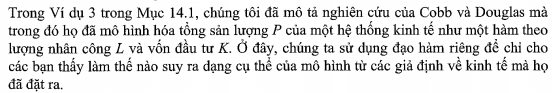 Trong Ví dụ 3 trong Mục 14.1, chúng tôi đã mô tả nghiên cứu của Cobb và Douglas mà
trong đó họ đã mô hình hóa tổng sản lượng P của một hệ thống kinh tế như một hàm theo
lượng nhân công L và vốn đầu tư K. Ở đây, chúng ta sử dụng đạo hàm riêng để chỉ cho
các bạn thấy làm thế nào suy ra dạng cụ thể của mô hình từ các giả định về kinh tế mà họ
đã đặt ra.